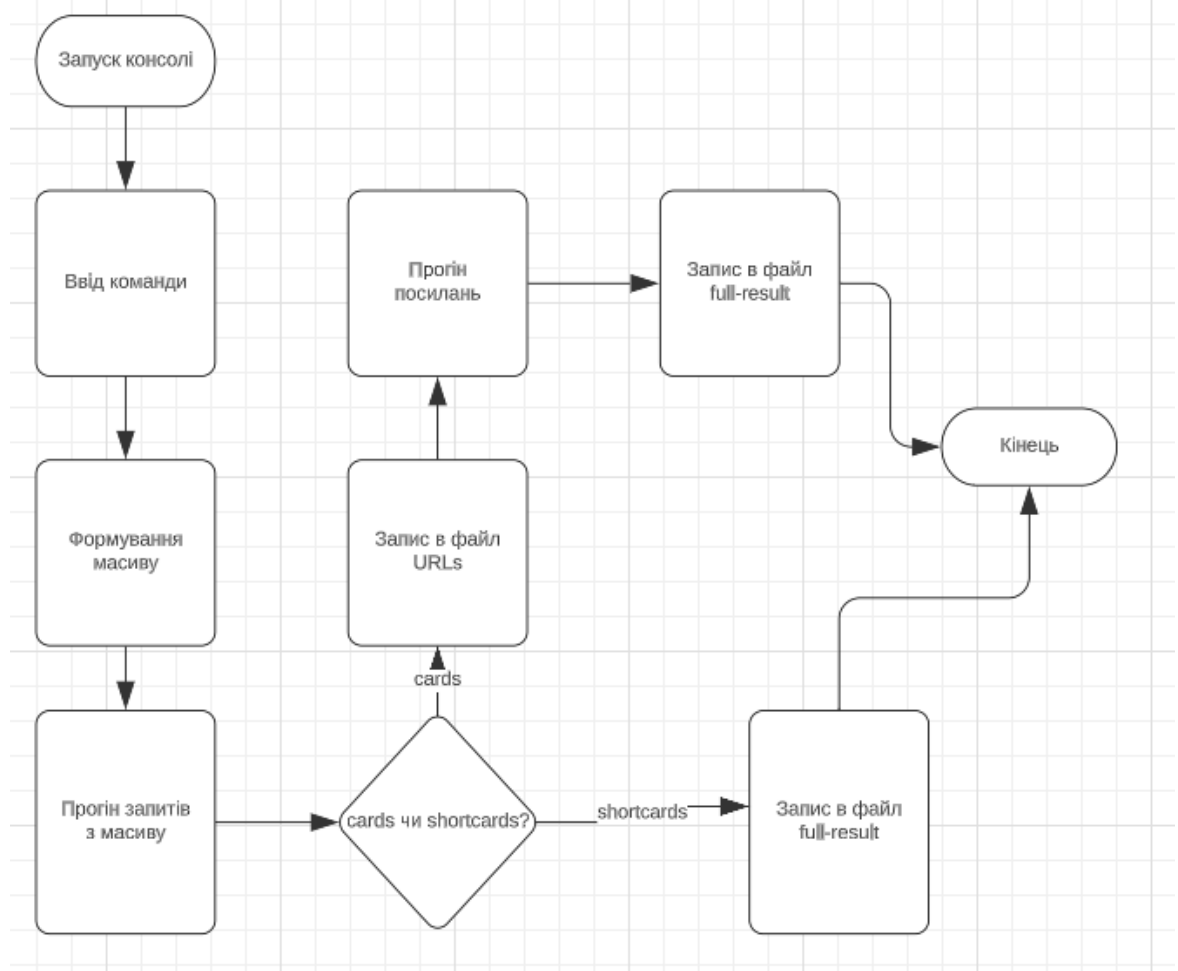 Запуск консолі
Ввід команди
Формування
масиву
Прогін запитів
з масиву
cards чи shortcards?
cards
Запис в файл
URLs
Прогін
посилань
Запис в файл
full-result
shortcards
Запис в файл
full-result
Кінець